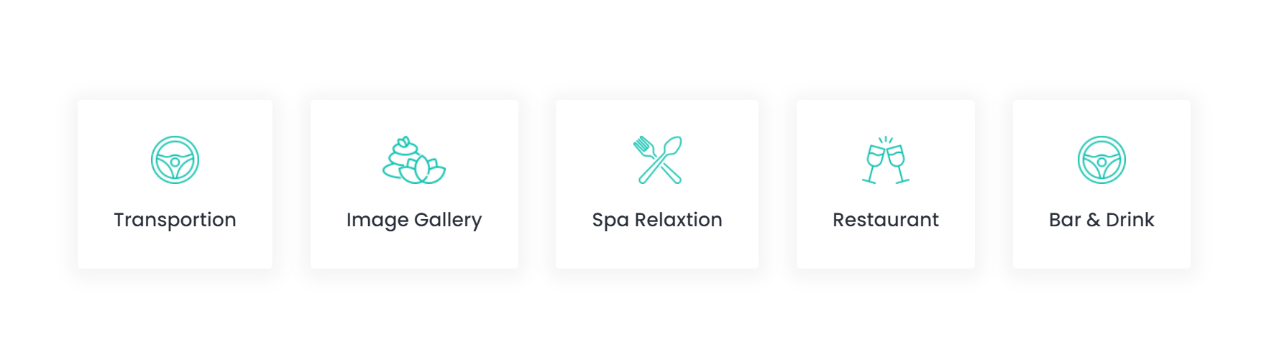 Transportion
Image Gallery
Spa Relaxtion
Restaurant
Bar & Drink